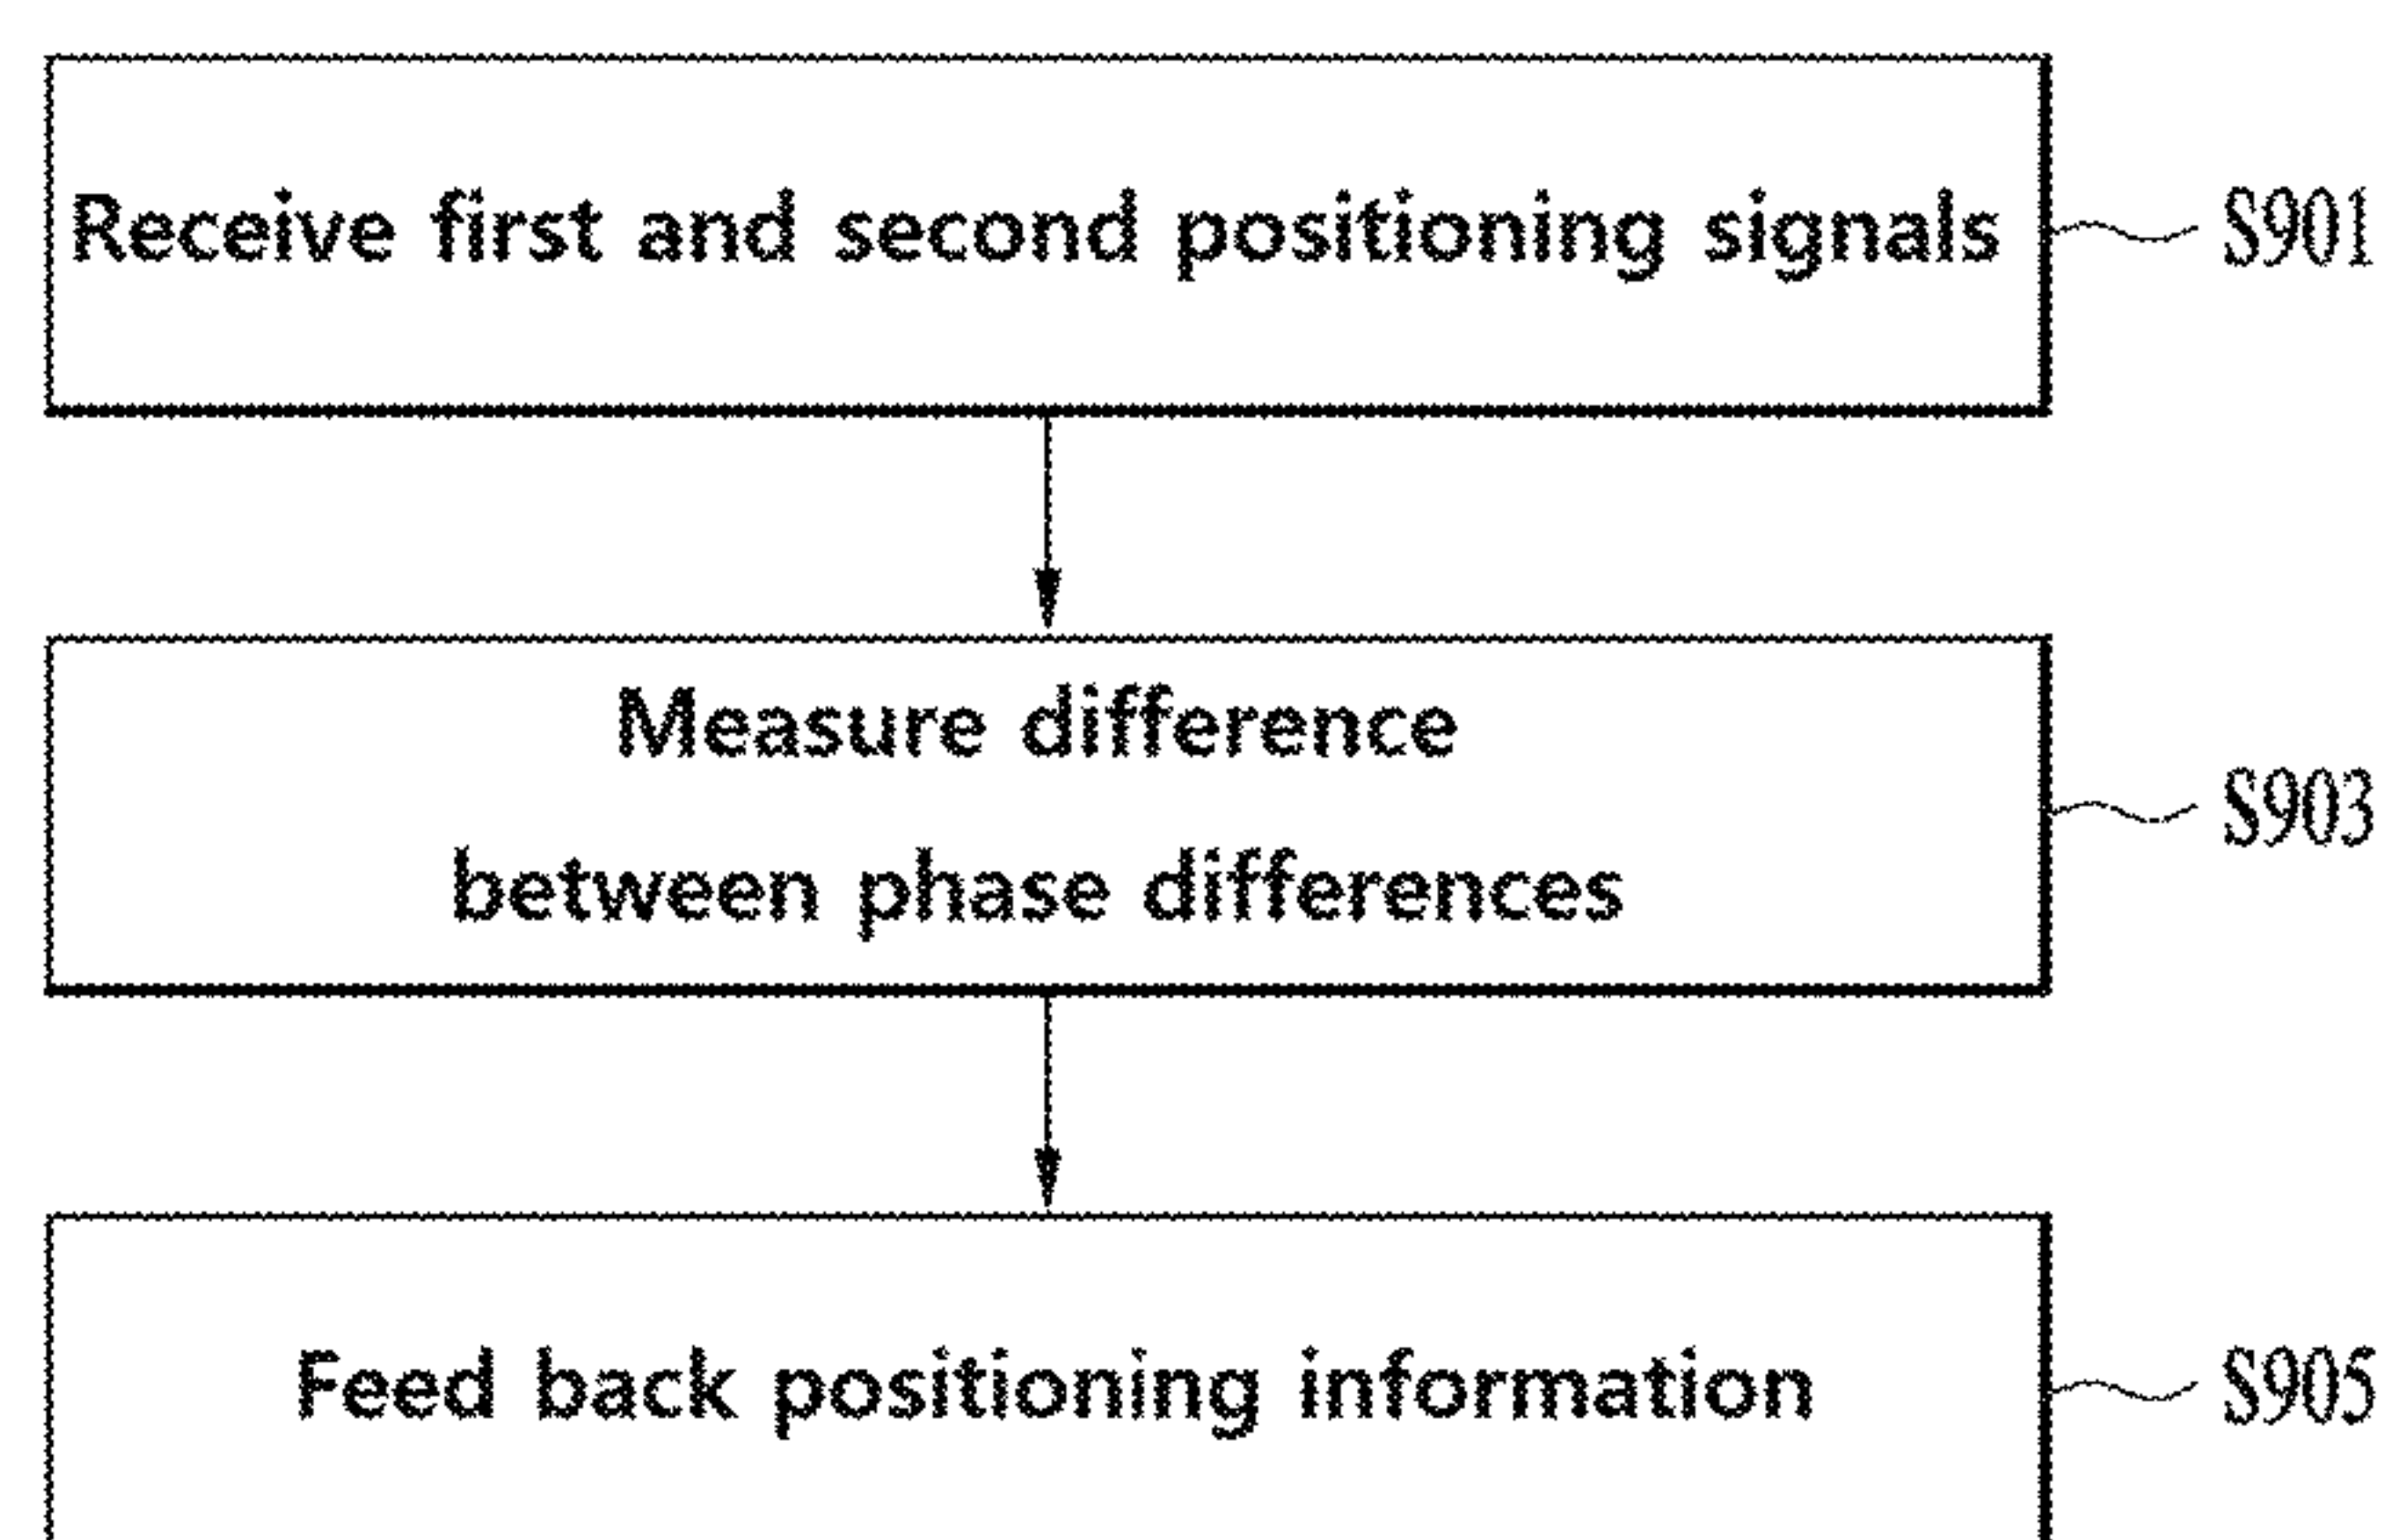 Receive first and second positioning signals
S901
Measure difference
between phase differences
S903
Feed back positioning information
S905